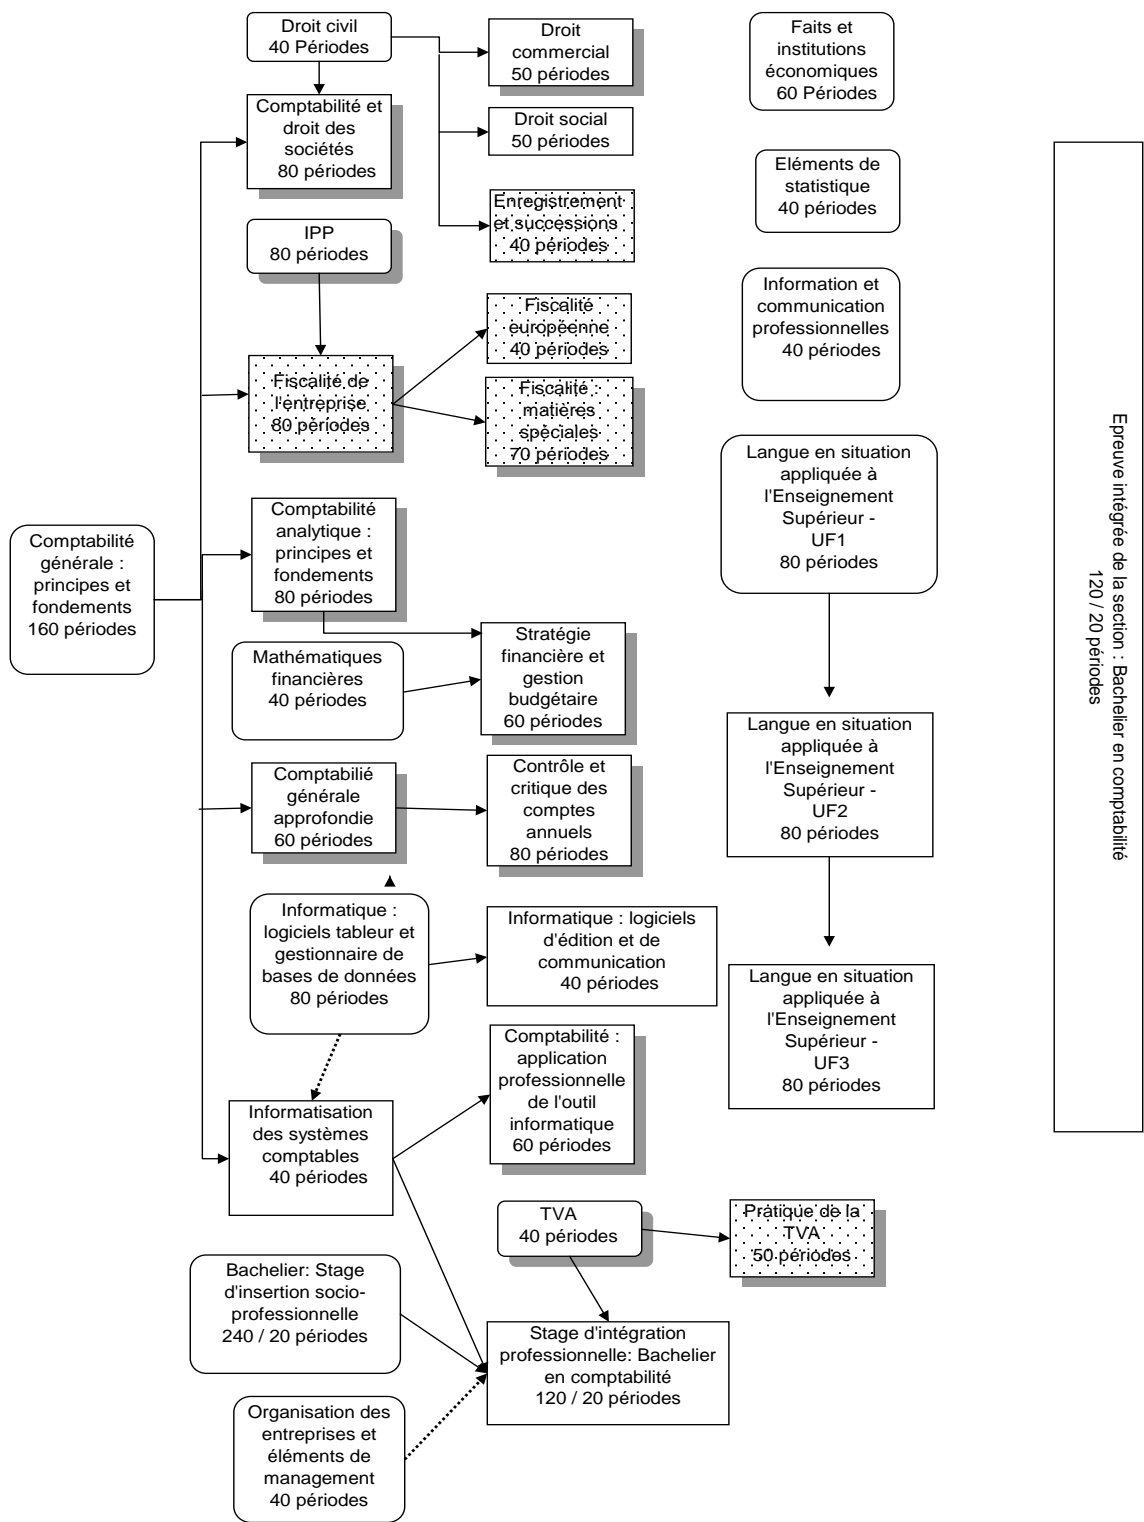 Droit civil
40 Périodes
Droit
commercial
50 périodes
Faits et
institutions
économiques
60 Périodes
Comptabilité et
droit des
sociétés
80 périodes
Droit social
50 périodes
Eléments de
statistique
40 périodes
Enregistrement
et successions
40 périodes
IPP
80 périodes
Information et
communication
professionnelles
40 périodes
Fiscalité
européenne
40 périodes
Fiscalité de
l'entreprise
80 périodes
Fiscalité :
matières
spéciales
70 périodes
Langue en situation
appliquée à
l'Enseignement
Supérieur -
UF1
80 périodes
Comptabilité
générale :
principes et
fondements
160 périodes
Comptabilité
analytique :
principes et
fondements
80 périodes
Mathématiques
financières
40 périodes
Stratégie
financière et
gestion
budgétaire
60 périodes
Langue en situation
appliquée à
l'Enseignement
Supérieur -
UF2
80 périodes
Comptabilié
générale
approfondie
60 périodes
Contrôle et
critique des
comptes
annuels
80 périodes
Informatique :
logiciels tableur et
gestionnaire de
bases de données
80 périodes
Informatique : logiciels
d'édition et de
communication
40 périodes
Langue en situation
appliquée à
l'Enseignement
Supérieur -
UF3
80 périodes
Comptabilité :
application
professionnelle
de l'outil
informatique
60 périodes
Informatisation
des systèmes
comptables
40 périodes
TVA
40 périodes
Pratique de la
TVA
50 périodes
Bachelier: Stage
d'insertion socio-
professionnelle
240 / 20 périodes
Stage d'intégration
professionnelle: Bachelier
en comptabilité
120 / 20 périodes
Organisation des
entreprises et
éléments de
management
40 périodes
Epreuve intégrée de la section : Bachelier en comptabilité
120 / 20 périodes